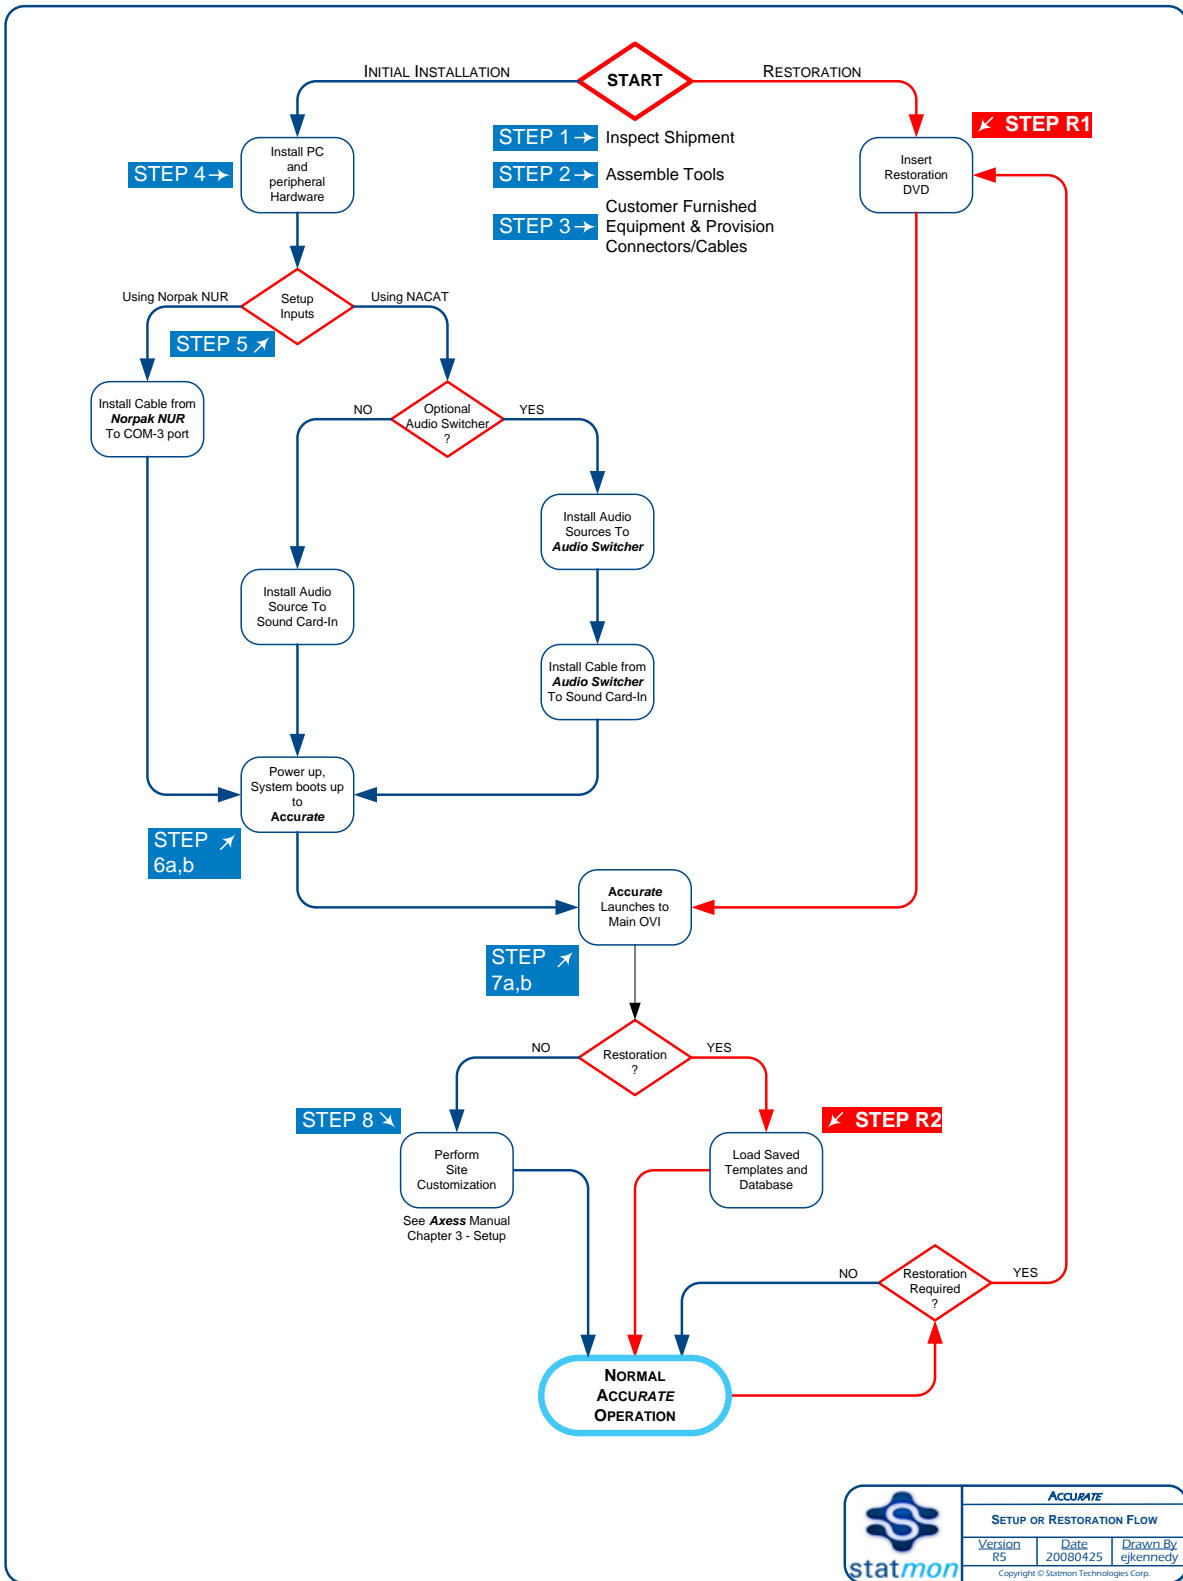 INITIAL INSTALLATION
START
RESTORATION
STEP 1
Inspect Shipment
STEP R1
STEP 4
Install PC
and
peripheral
Hardware
STEP 2
Assemble Tools
Insert
Restoration
DVD
STEP 3
Customer Furnished
Equipment & Provision
Connectors/Cables
Using Norpak NUR
Setup
Inputs
Using NACAT
STEP 5
Install Cable from
Norpak NUR
To COM-3 port
NO
Optional
Audio Switcher
?
YES
Install Audio
Sources To
Audio Switcher
Install Audio
Source To
Sound Card-In
Install Cable from
Audio Switcher
To Sound Card-In
Power up,
System boots up
to
Accurate
STEP
6a,b
Accurate
Launches to
Main OVI
STEP
7a,b
NO
Restoration
?
YES
STEP 8
STEP R2
Perform
Site
Customization
Load Saved
Templates and
Database
See Axess Manual
Chapter 3 - Setup
NO
Restoration
Required
?
YES
NORMAL
ACCURATE
OPERATION
statmon
ACCURATE
SETUP OR RESTORATION FLOW
Version
R5
Date
20080425
Drawn By
ejkennedy
Copyright © Statmon Technologies Corp.